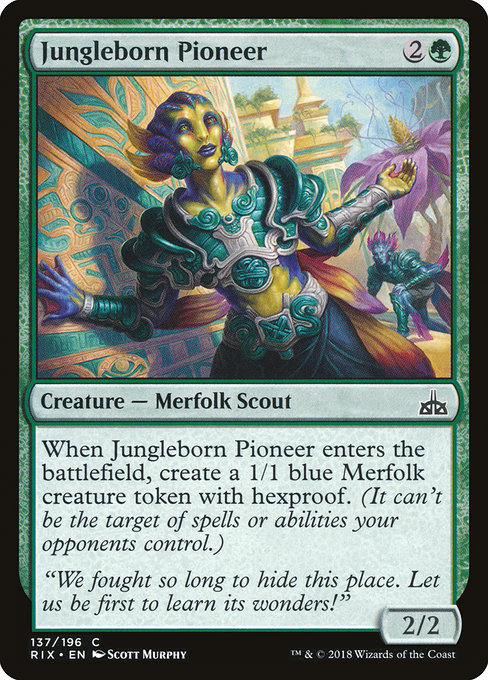 Jungleborn Pioneer 2
Creature — Merfolk Scout
When Jungleborn Pioneer enters the
battlefield, create a 1/1 blue Merfolk
creature token with hexproof. (It can't
be the target of spells or abilities your
opponents control.)
"We fought so long to hide this place. Let
us be first to learn its wonders!"
2/2
137/196 C
RIX • EN Scott Murphy
™ & © 2018 Wizards of the Coast